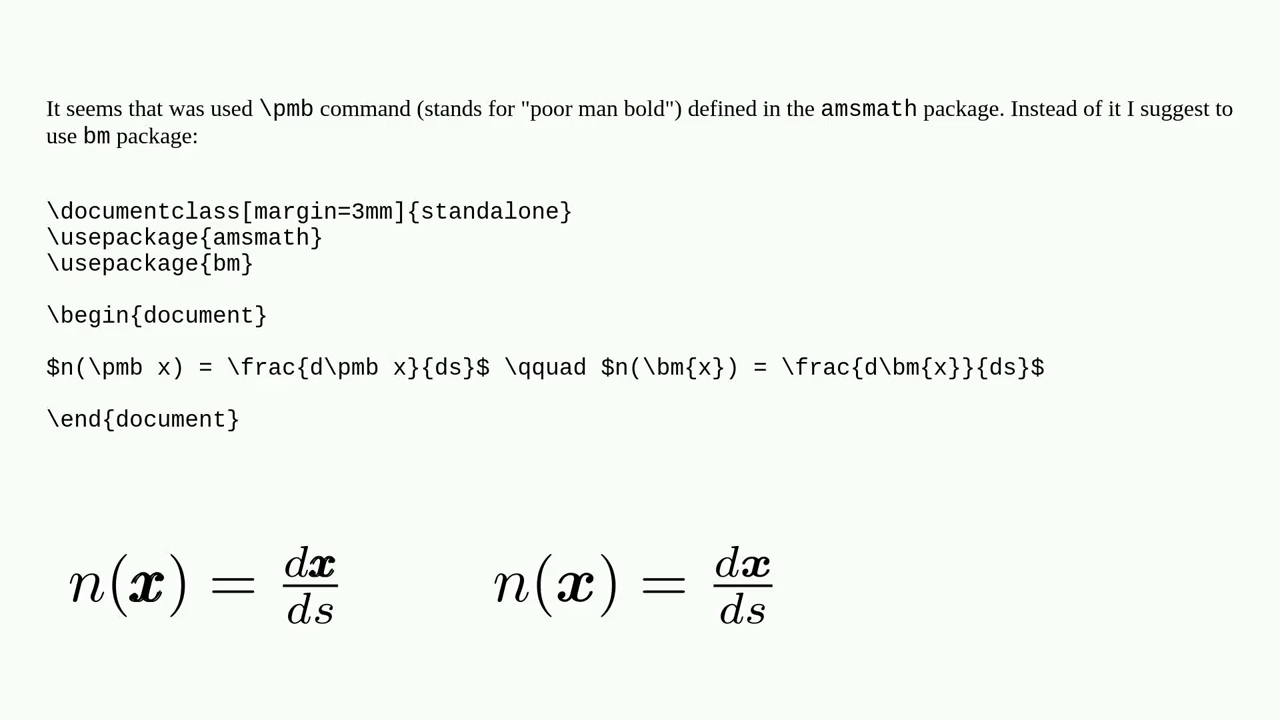 It seems that was used \pmb command (stands for "poor man bold") defined in the amsmath package. Instead of it I suggest to
use bm package:
\documentclass[margin=3mm]{standalone}
\usepackage{amsmath}
\usepackage{bm}
\begin{document}
$n(\pmb x) = \frac{d\pmb x}{ds}$ \qquad $n(\bm{x}) = \frac{d\bm{x}}{ds}$
\end{document}
n(x) = dx/ds n(x) = dx/ds